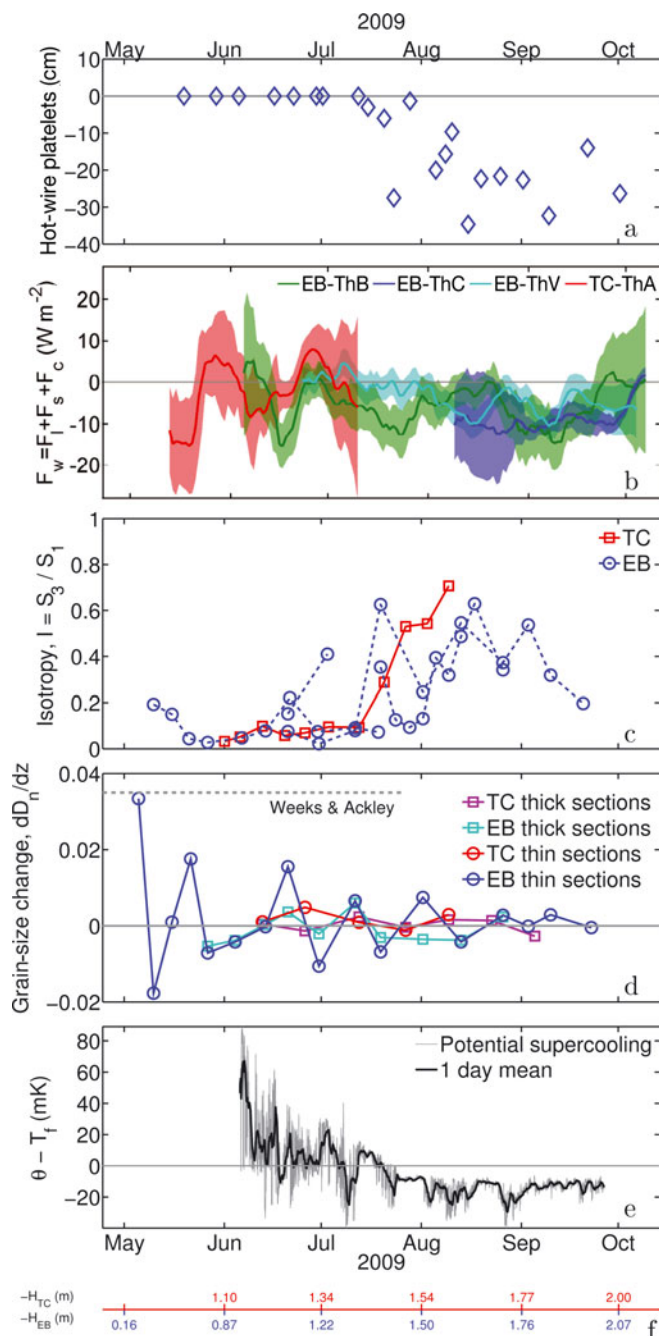 2009
May Jun Jul Aug Sep Oct
Hot-wire platelets (cm)
10
0
−10
−20
−30
−40
a
F_w=F_l+F_s+F_c (W m⁻²)
EB-ThB EB-ThC EB-ThV TC-ThA
20
10
0
−10
−20
b
Isotropy, I = S_3 / S_1
1
0.8
0.6
0.4
0.2
0
TC
EB
c
Grain-size change, dD_n/dz
0.04
0.02
0
−0.02
Weeks & Ackley
TC thick sections
EB thick sections
TC thin sections
EB thin sections
d
θ − T_f (mK)
80
60
40
20
0
−20
Potential supercooling
1 day mean
e
May Jun Jul Aug Sep Oct
2009
−H_TC (m) 1.10 1.34 1.54 1.77 2.00
−H_EB (m) 0.16 0.87 1.22 1.50 1.76 2.07 f